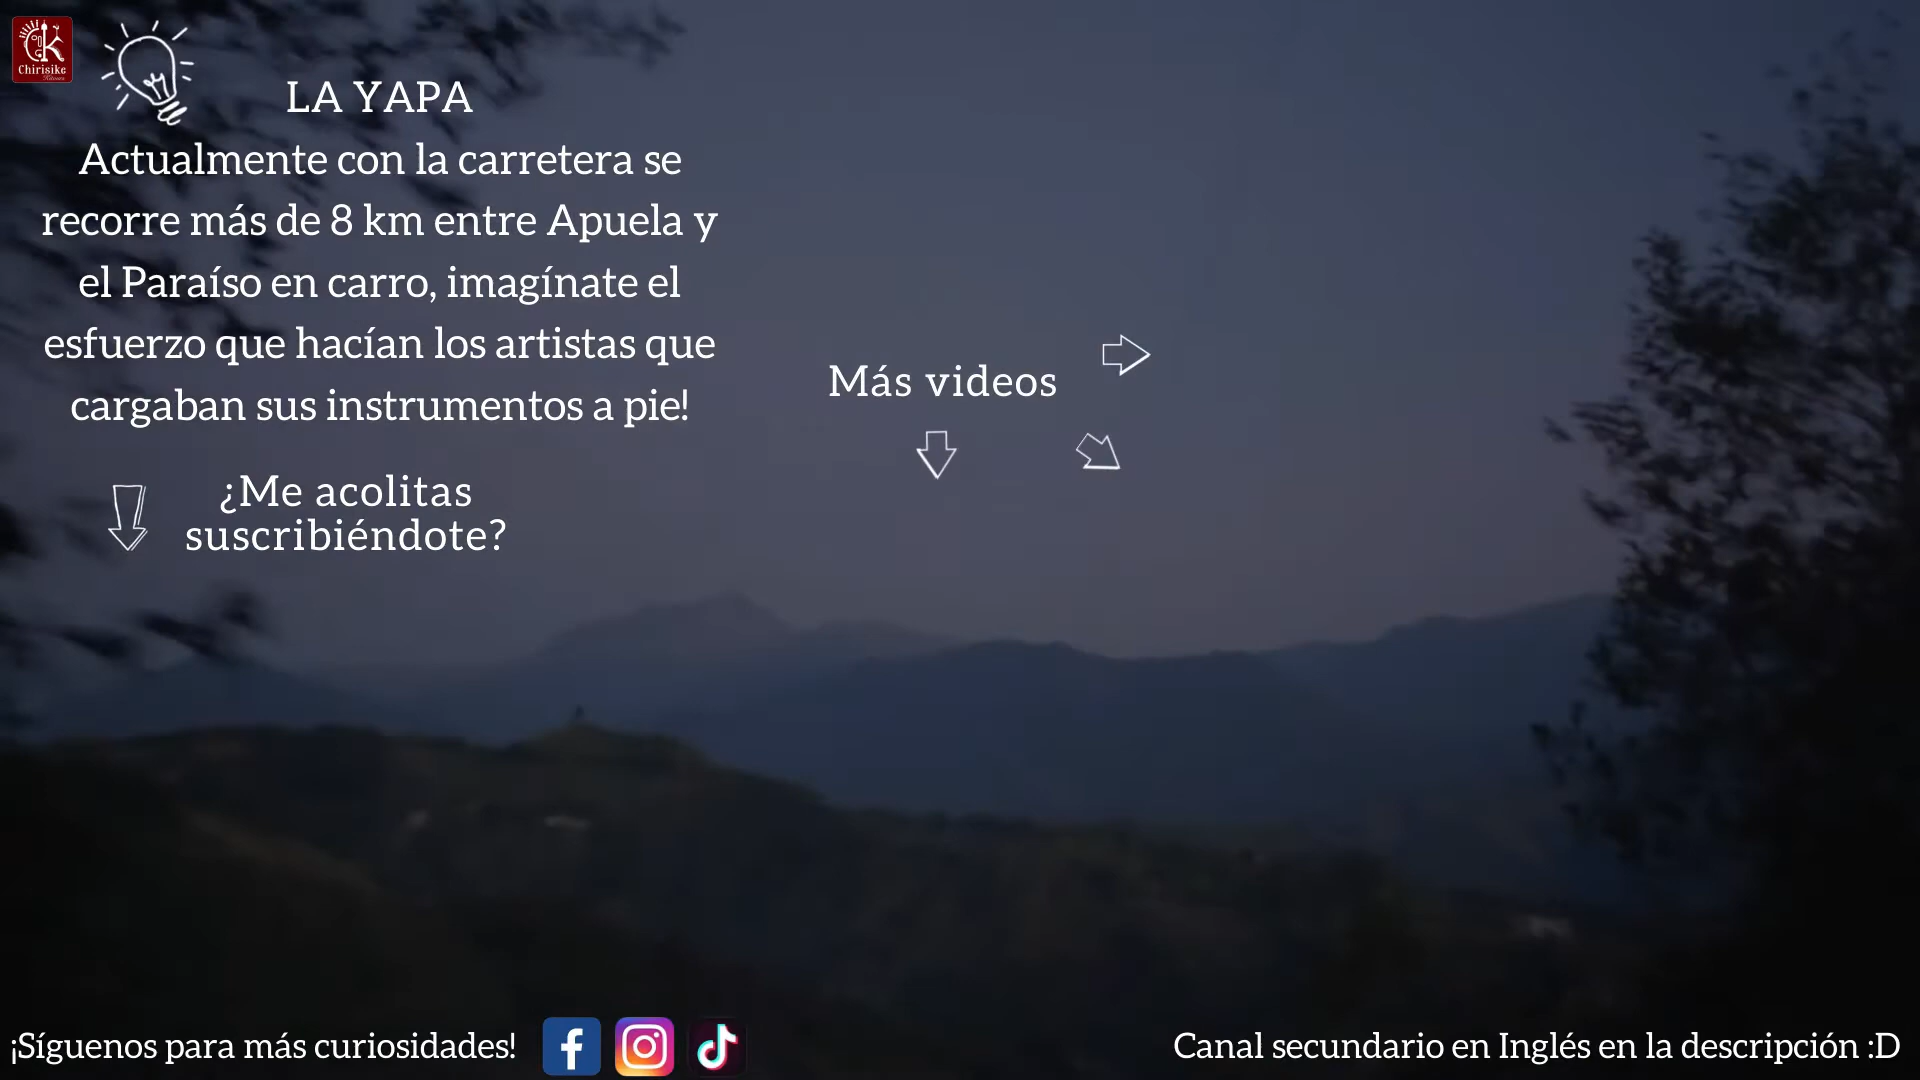 Chirisike
LA YAPA
Actualmente con la carretera se
recorre más de 8 km entre Apuela y
el Paraíso en carro, imagínate el
esfuerzo que hacían los artistas que
cargaban sus instrumentos a pie!
¿Me acolitas
suscribiéndote?
Más videos
¡Síguenos para más curiosidades!
Canal secundario en Inglés en la descripción :D